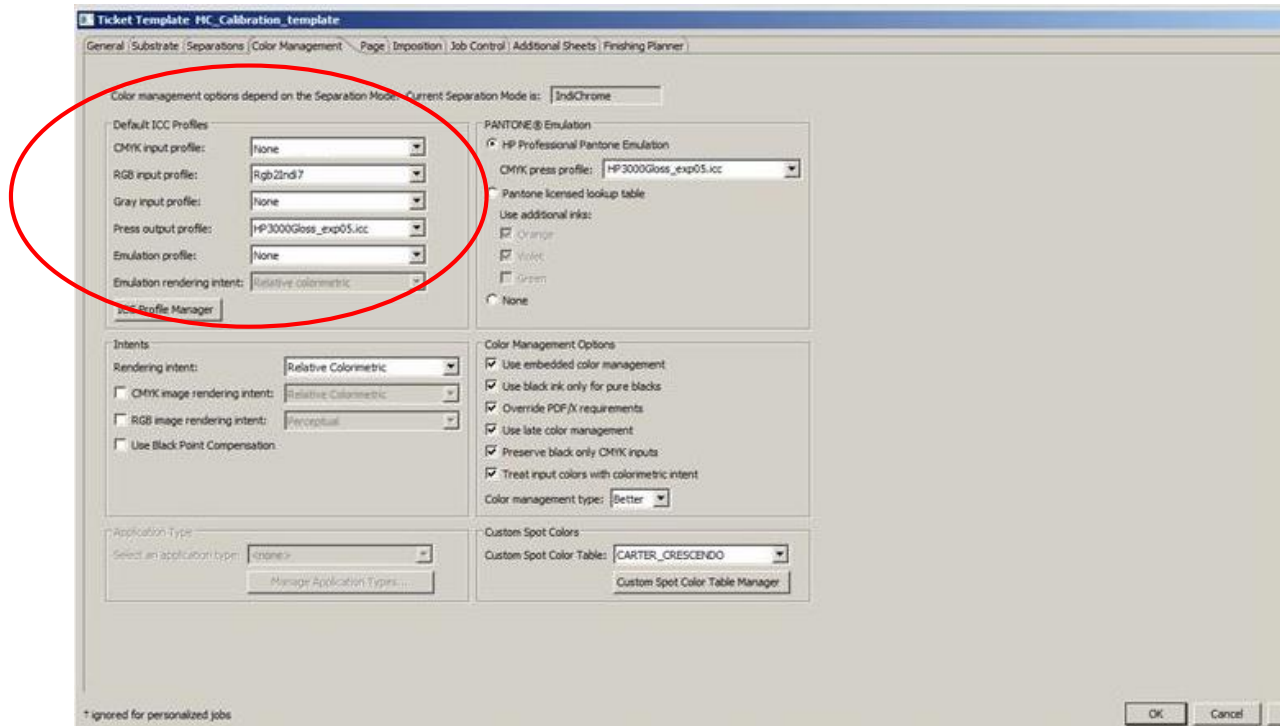 Ticket Template MC_Calibration_template
General Substrate Separations Color Management Page Imposition Job Control Additional Sheets Finishing Planner
Color management options depend on the Separation Mode. Current Separation Mode is: IndiChrome
Default ICC Profiles
CMYK input profile: None
RGB input profile: Rgb2Indi7
Gray input profile: None
Press output profile: HP3000Gloss_exp05.icc
Emulation profile: None
Emulation rendering intent: Relative colorimetric
ICC Profile Manager
PANTONE® Emulation
HP Professional Pantone Emulation
CMYK press profile: HP3000Gloss_exp05.icc
Pantone licensed lookup table
Use additional inks:
Orange
Violet
Green
None
Intents
Rendering intent: Relative Colorimetric
CMYK image rendering intent: Relative Colorimetric
RGB image rendering intent: Perceptual
Use Black Point Compensation
Color Management Options
Use embedded color management
Use black ink only for pure blacks
Override PDF/X requirements
Use late color management
Preserve black only CMYK inputs
Treat input colors with colorimetric intent
Color management type: Better
Application Type
Select an application type: <none>
Manage Application Types...
Custom Spot Colors
Custom Spot Color Table: CARTER_CRESCENDO
Custom Spot Color Table Manager
† ignored for personalized jobs
OK Cancel